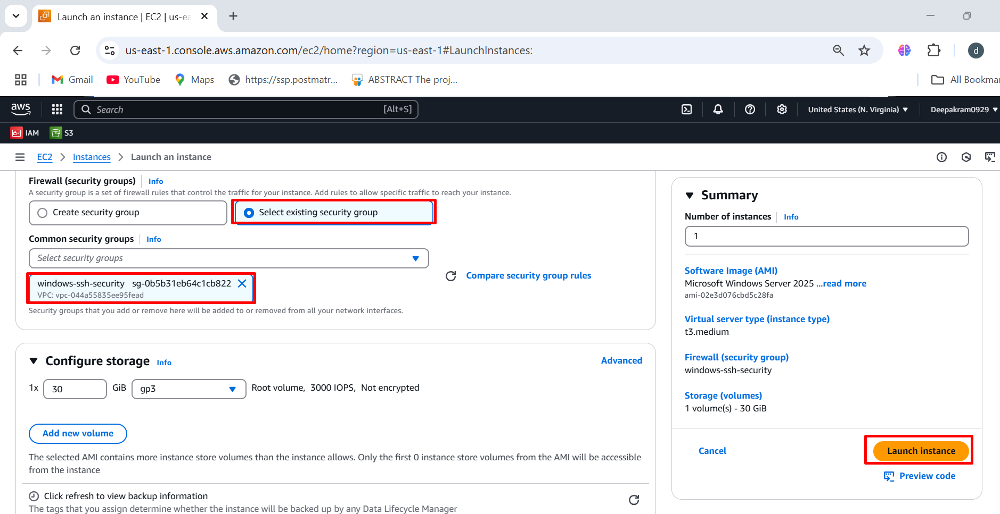 Launch an instance | EC2 | us-ea
us-east-1.console.aws.amazon.com/ec2/home?region=us-east-1#LaunchInstances:
d
Gmail
YouTube
Maps
https://ssp.postmatr...
ABSTRACT The proj...
All Bookmar
aws
Search
[Alt+S]
United States (N. Virginia)
Deepakram0929
IAM
S3
EC2
Instances
Launch an instance
Firewall (security groups)
Info
A security group is a set of firewall rules that control the traffic for your instance. Add rules to allow specific traffic to reach your instance.
Create security group
Select existing security group
Common security groups
Info
Select security groups
windows-ssh-security sg-0b5b31eb64c1cb822
VPC: vpc-044a55835ee95fead
Compare security group rules
Security groups that you add or remove here will be added to or removed from all your network interfaces.
Configure storage
Info
Advanced
1x
30
GiB
gp3
Root volume, 3000 IOPS, Not encrypted
Add new volume
The selected AMI contains more instance store volumes than the instance allows. Only the first 0 instance store volumes from the AMI will be accessible
from the instance
Click refresh to view backup information
The tags that you assign determine whether the instance will be backed up by any Data Lifecycle Manager
Summary
Number of instances
Info
1
Software Image (AMI)
Microsoft Windows Server 2025 ...read more
ami-02e3d076cbd5c28fa
Virtual server type (instance type)
t3.medium
Firewall (security group)
windows-ssh-security
Storage (volumes)
1 volume(s) - 30 GiB
Cancel
Launch instance
Preview code